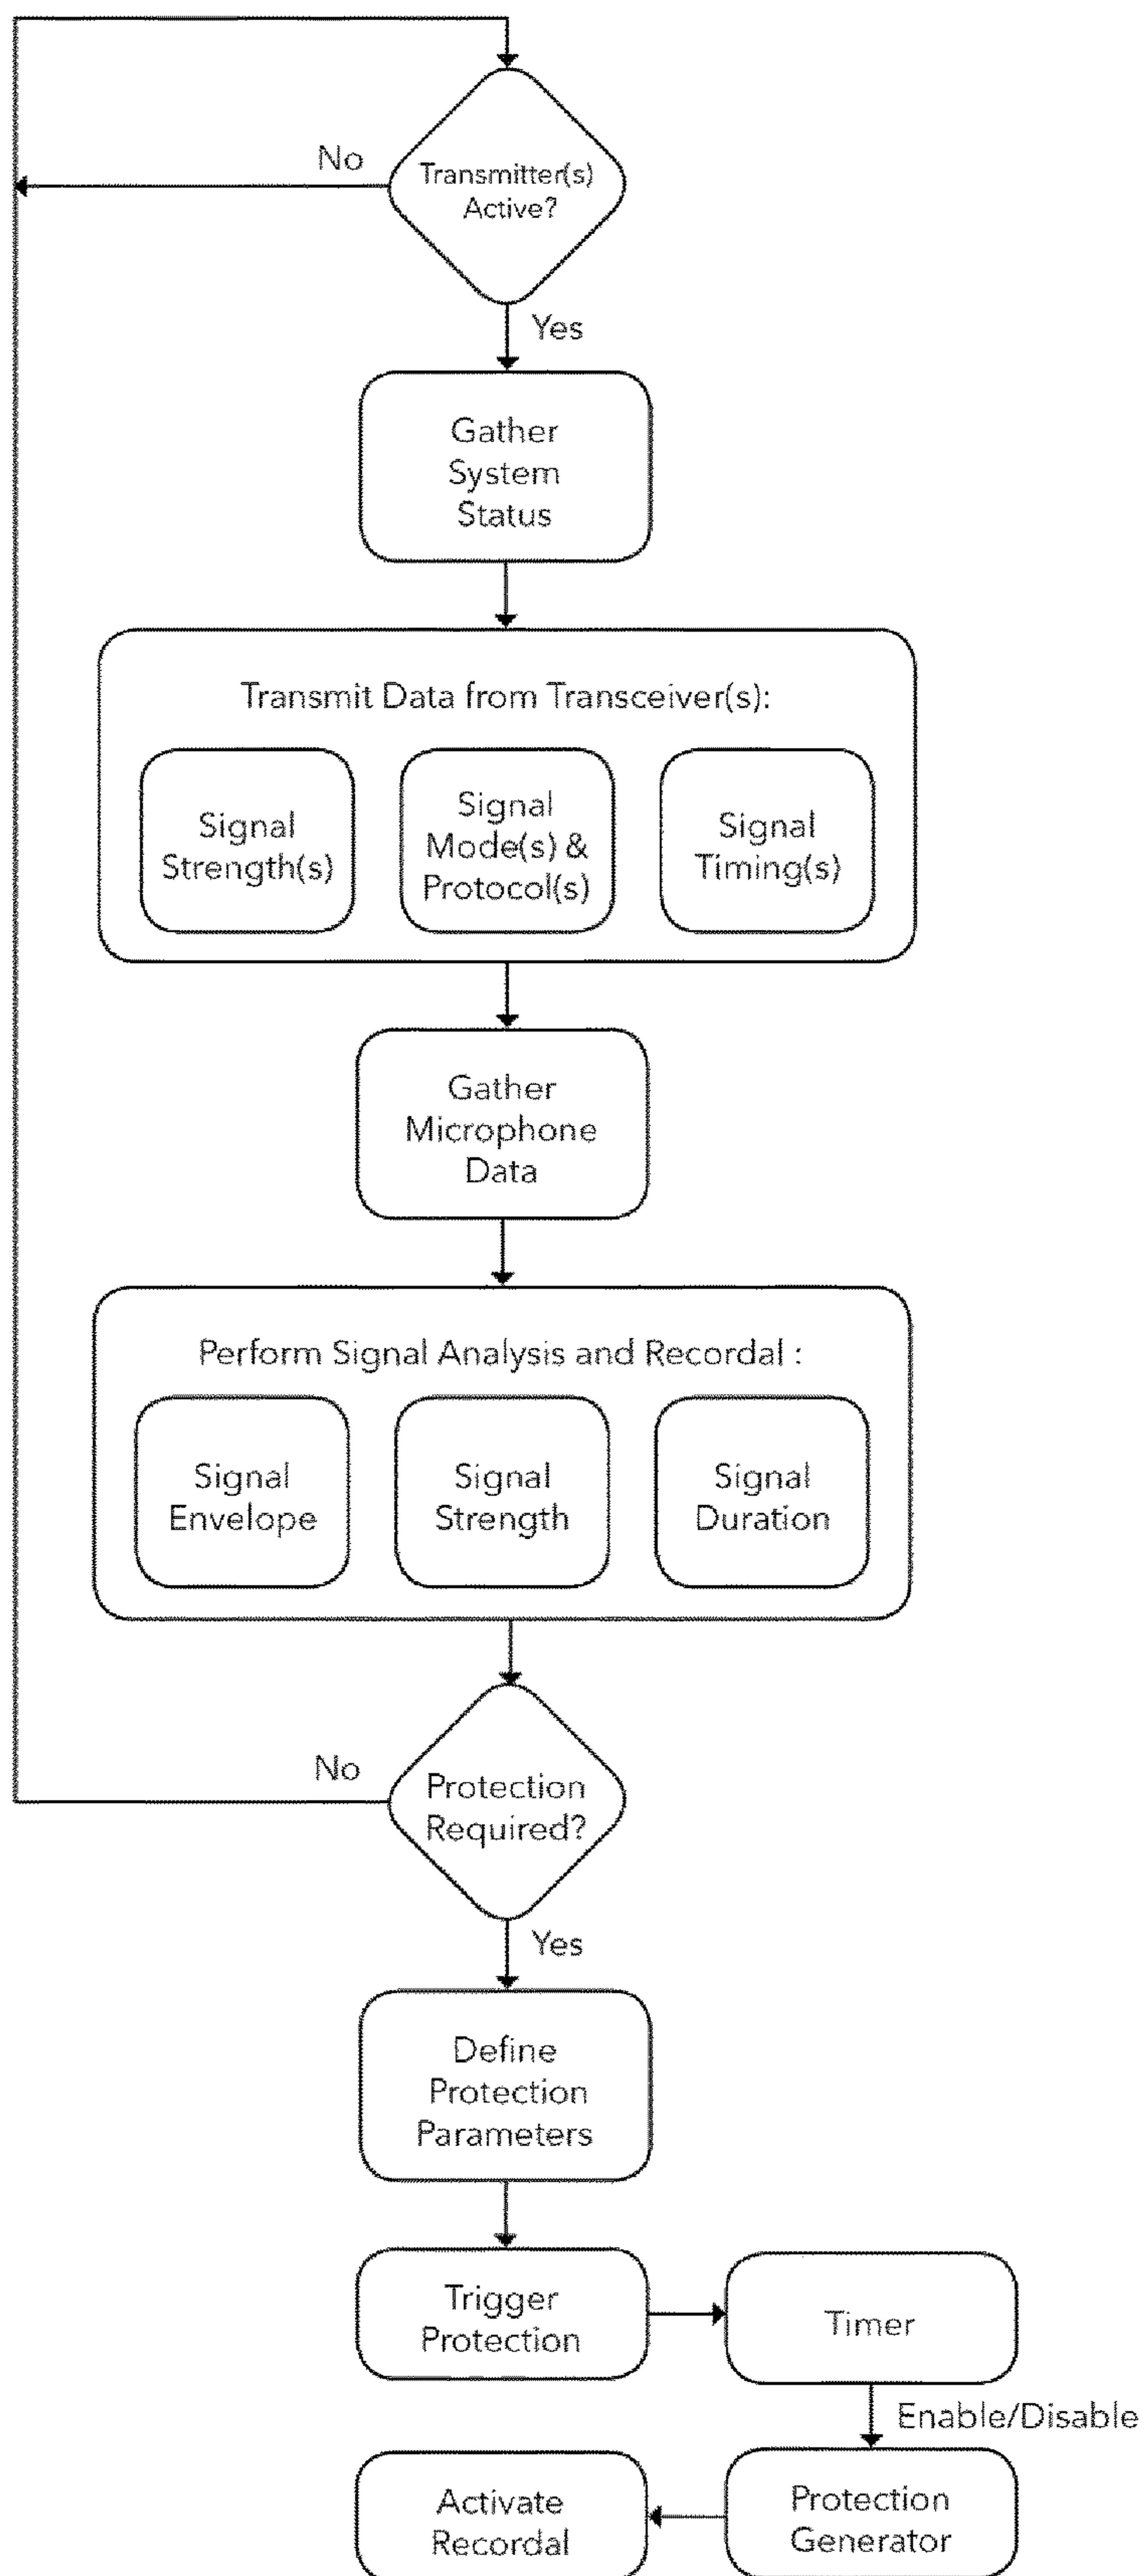 No
Transmitter(s)
Active?
Yes
Gather
System
Status
Transmit Data from Transceiver(s):
Signal
Strength(s)
Signal
Mode(s) &
Protocol(s)
Signal
Timing(s)
Gather
Microphone
Data
Perform Signal Analysis and Recordal :
Signal
Envelope
Signal
Strength
Signal
Duration
No
Protection
Required?
Yes
Define
Protection
Parameters
Trigger
Protection
Timer
Enable/Disable
Activate
Recordal
Protection
Generator